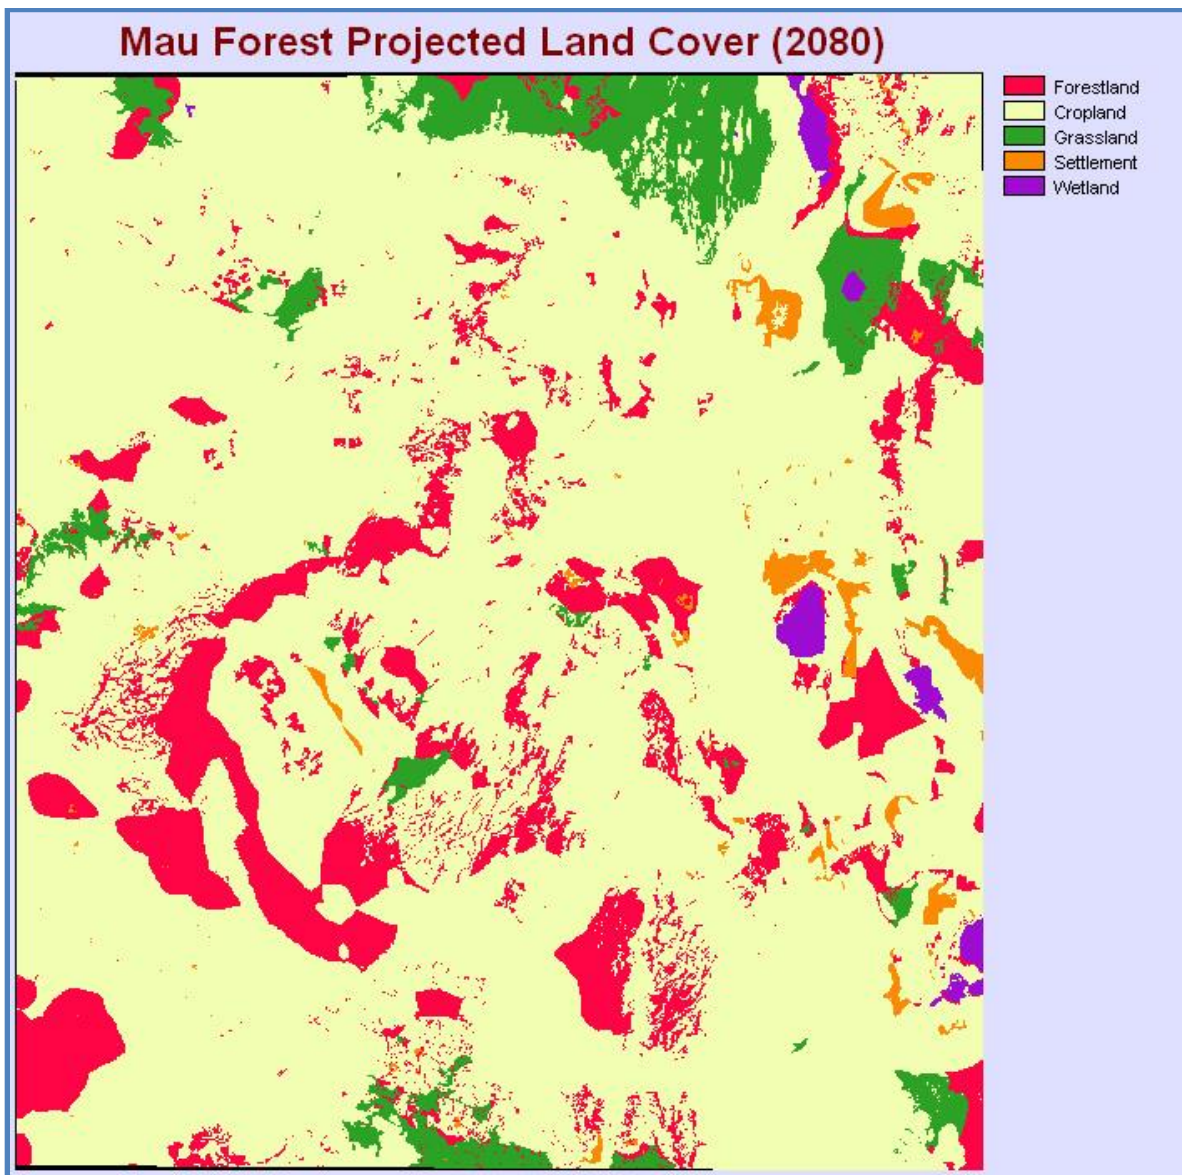 Mau Forest Projected Land Cover (2080)
Forestland
Cropland
Grassland
Settlement
Wetland